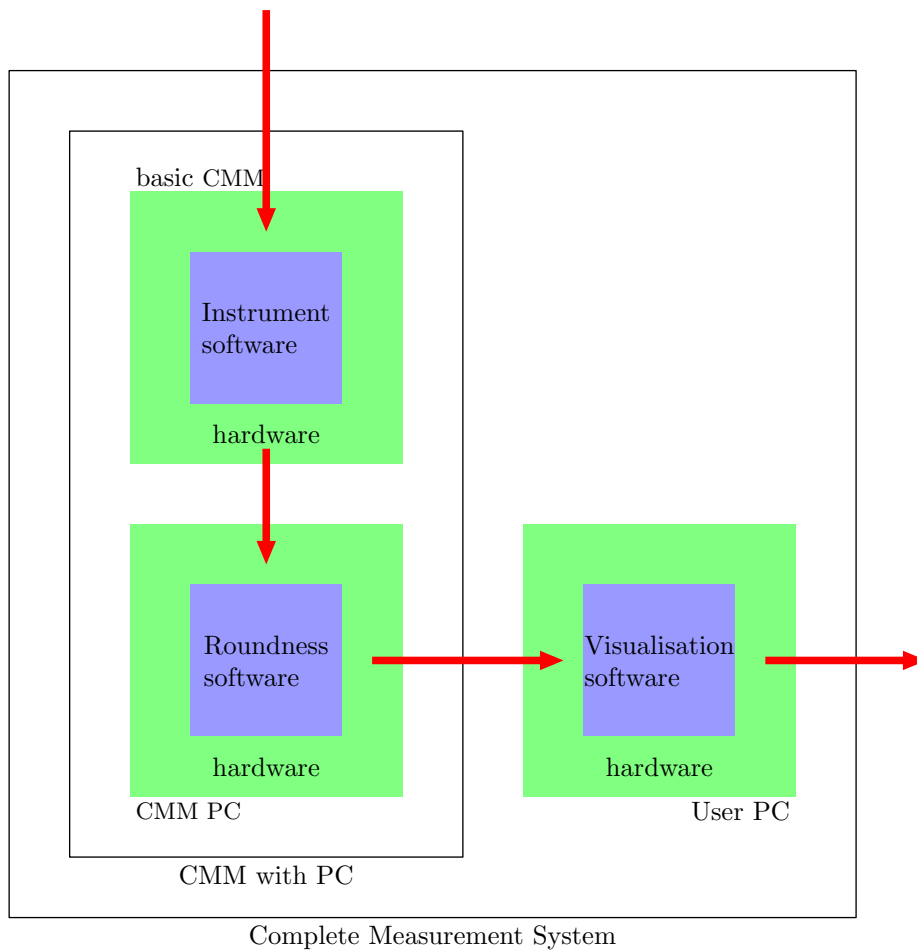 basic CMM
Instrument
software
hardware
Roundness
software
hardware
CMM PC
Visualisation
software
hardware
User PC
CMM with PC
Complete Measurement System